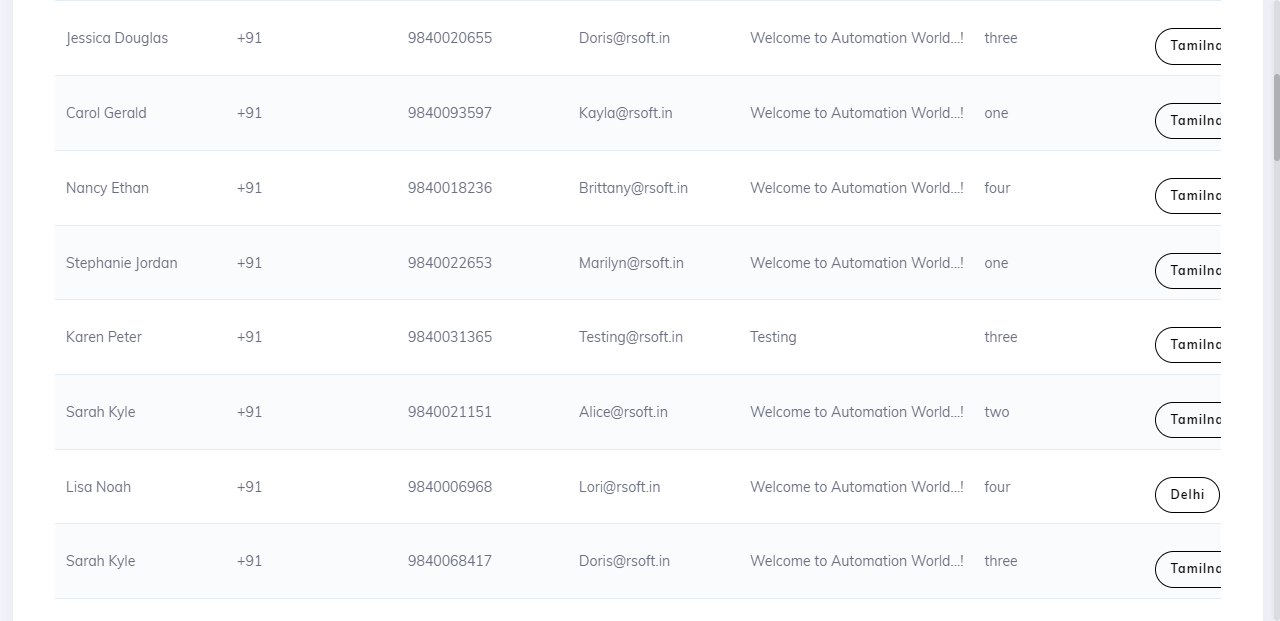 Jessica Douglas +91 9840020655 Doris@rsoft.in Welcome to Automation World...! three Tamilna
Carol Gerald +91 9840093597 Kayla@rsoft.in Welcome to Automation World...! one Tamilna
Nancy Ethan +91 9840018236 Brittany@rsoft.in Welcome to Automation World...! four Tamilna
Stephanie Jordan +91 9840022653 Marilyn@rsoft.in Welcome to Automation World...! one Tamilna
Karen Peter +91 9840031365 Testing@rsoft.in Testing three Tamilna
Sarah Kyle +91 9840021151 Alice@rsoft.in Welcome to Automation World...! two Tamilna
Lisa Noah +91 9840006968 Lori@rsoft.in Welcome to Automation World...! four Delhi
Sarah Kyle +91 9840068417 Doris@rsoft.in Welcome to Automation World...! three Tamilna